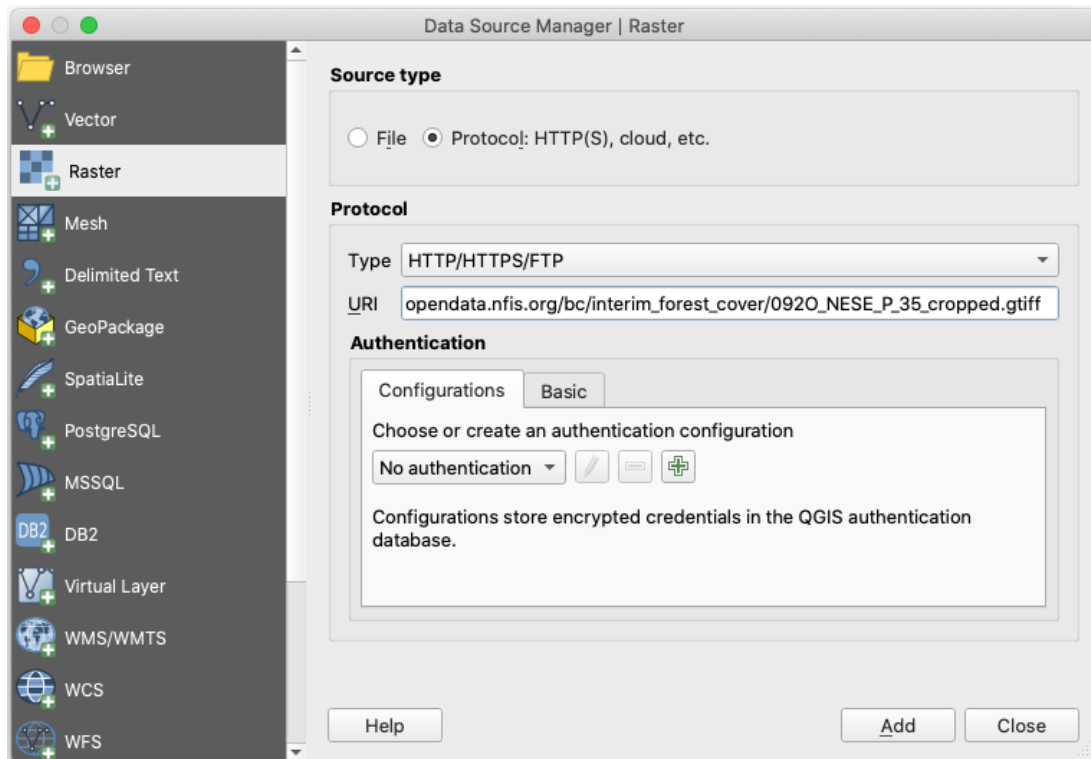 Data Source Manager | Raster
Browser
Vector
Raster
Mesh
Delimited Text
GeoPackage
SpatiaLite
PostgreSQL
MSSQL
DB2 DB2
Virtual Layer
WMS/WMTS
WCS
WFS
Source type
File Protocol: HTTP(S), cloud, etc.
Protocol
Type HTTP/HTTPS/FTP
URI opendata.nfis.org/bc/interim_forest_cover/092O_NESE_P_35_cropped.gtiff
Authentication
Configurations Basic
Choose or create an authentication configuration
No authentication
Configurations store encrypted credentials in the QGIS authentication
database.
Help Add Close